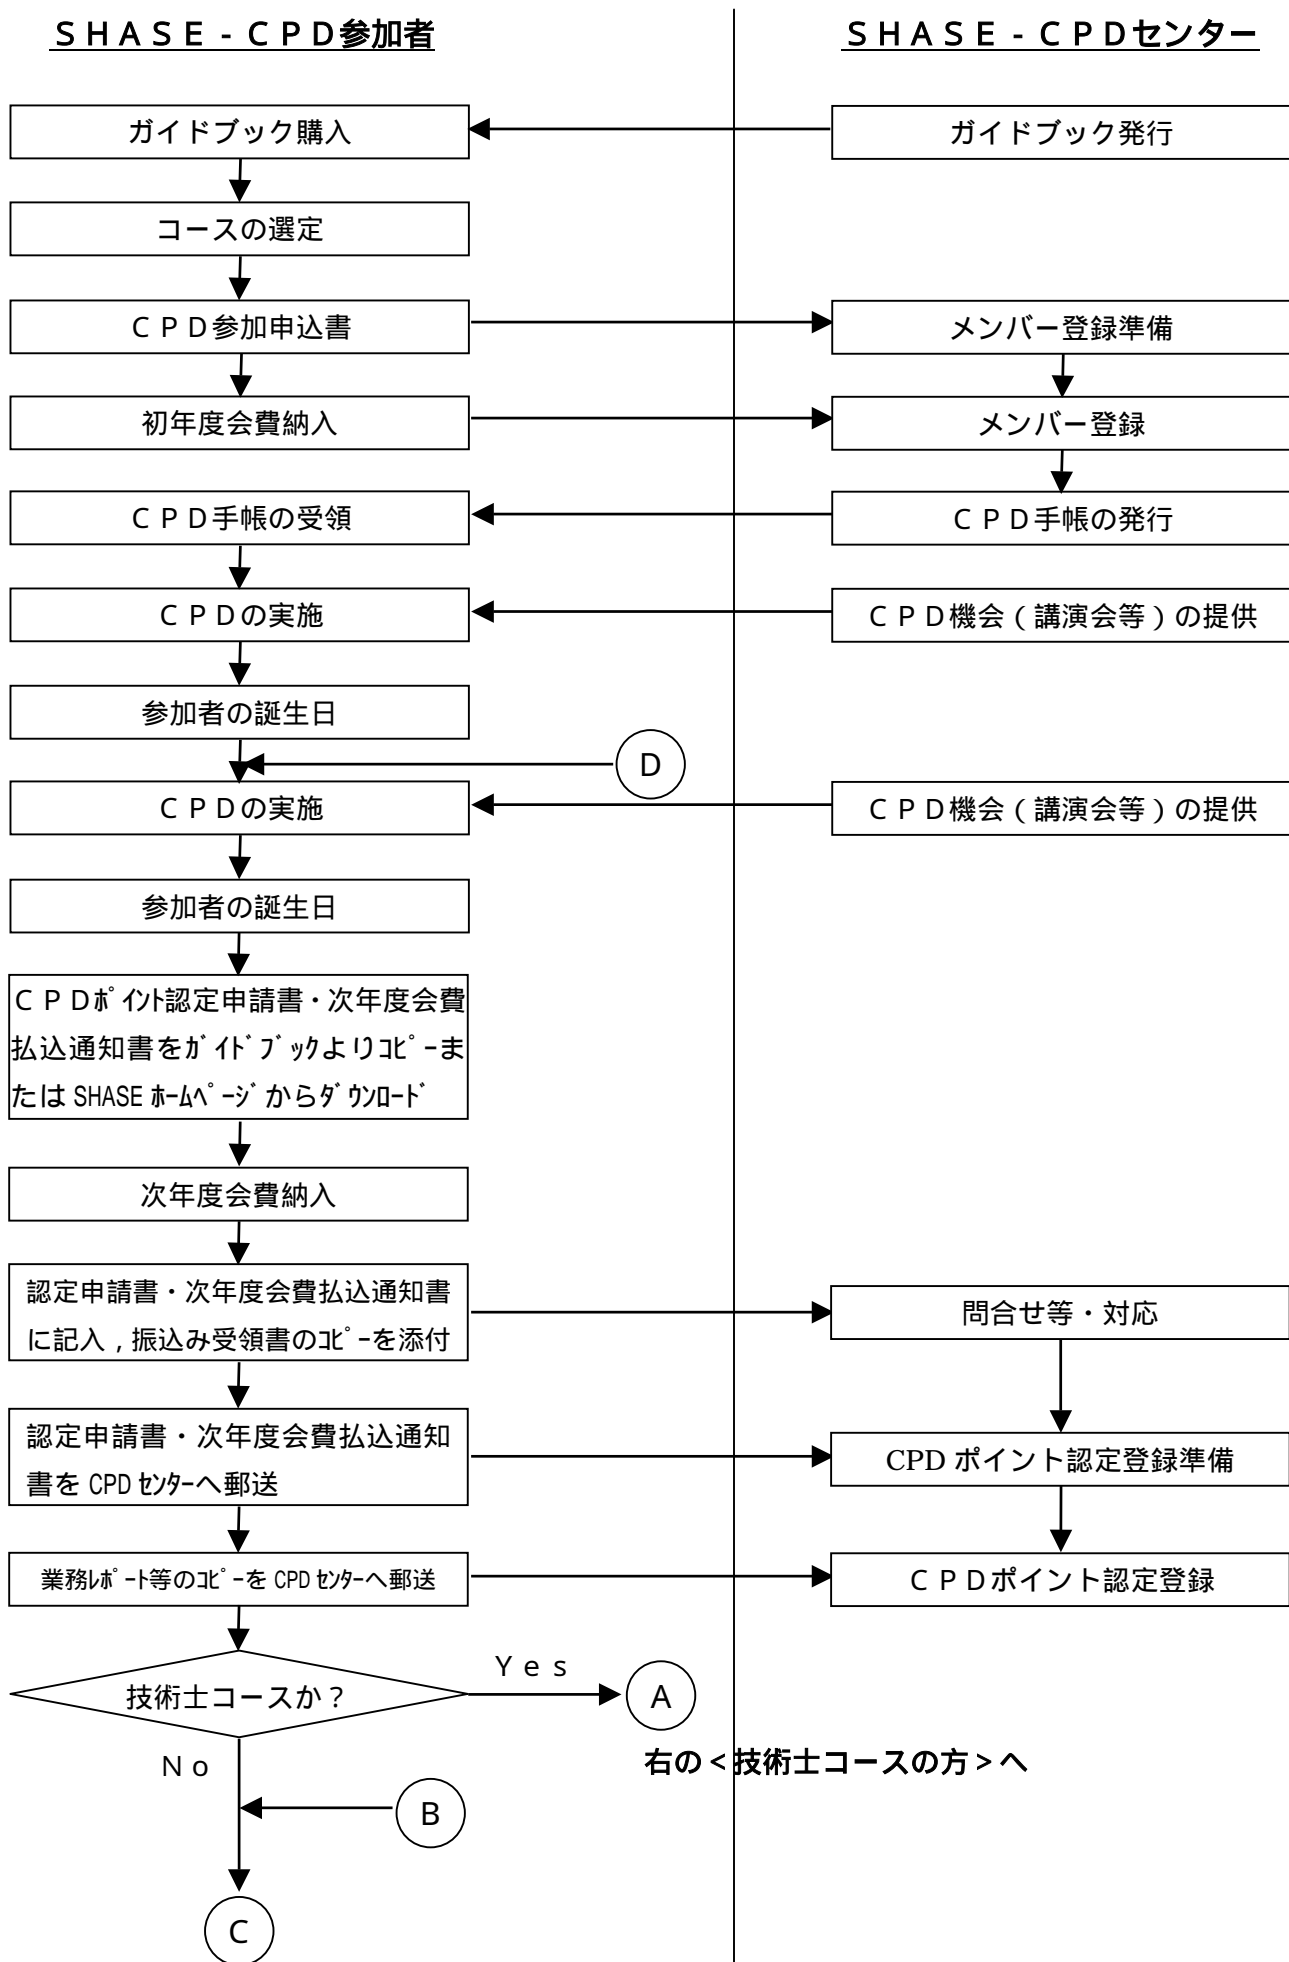 ＳＨＡＳＥ‐ＣＰＤ参加者
ＳＨＡＳＥ‐ＣＰＤセンター
ガイドブック購入
ガイドブック発行
コースの選定
ＣＰＤ参加申込書
メンバー登録準備
初年度会費納入
メンバー登録
ＣＰＤ手帳の受領
ＣＰＤ手帳の発行
ＣＰＤの実施
ＣＰＤ機会（講演会等）の提供
参加者の誕生日
D
ＣＰＤの実施
ＣＰＤ機会（講演会等）の提供
参加者の誕生日
ＣＰＤﾎﾟｲﾝﾄ認定申請書・次年度会費
払込通知書をｶﾞｲﾄﾞﾌﾞｯｸよりｺﾋﾟｰま
たは SHASE ﾎｰﾑﾍﾟｰｼﾞからﾀﾞｳﾝﾛｰﾄﾞ
次年度会費納入
認定申請書・次年度会費払込通知書
に記入，振込み受領書のｺﾋﾟｰを添付
問合せ等・対応
認定申請書・次年度会費払込通知
書を CPD ｾﾝﾀｰへ郵送
CPD ポイント認定登録準備
業務ﾚﾎﾟｰﾄ等のｺﾋﾟｰを CPD ｾﾝﾀｰへ郵送
ＣＰＤポイント認定登録
Ｙｅｓ
技術士コースか？
A
右の＜技術士コースの方＞へ
Ｎｏ
B
C